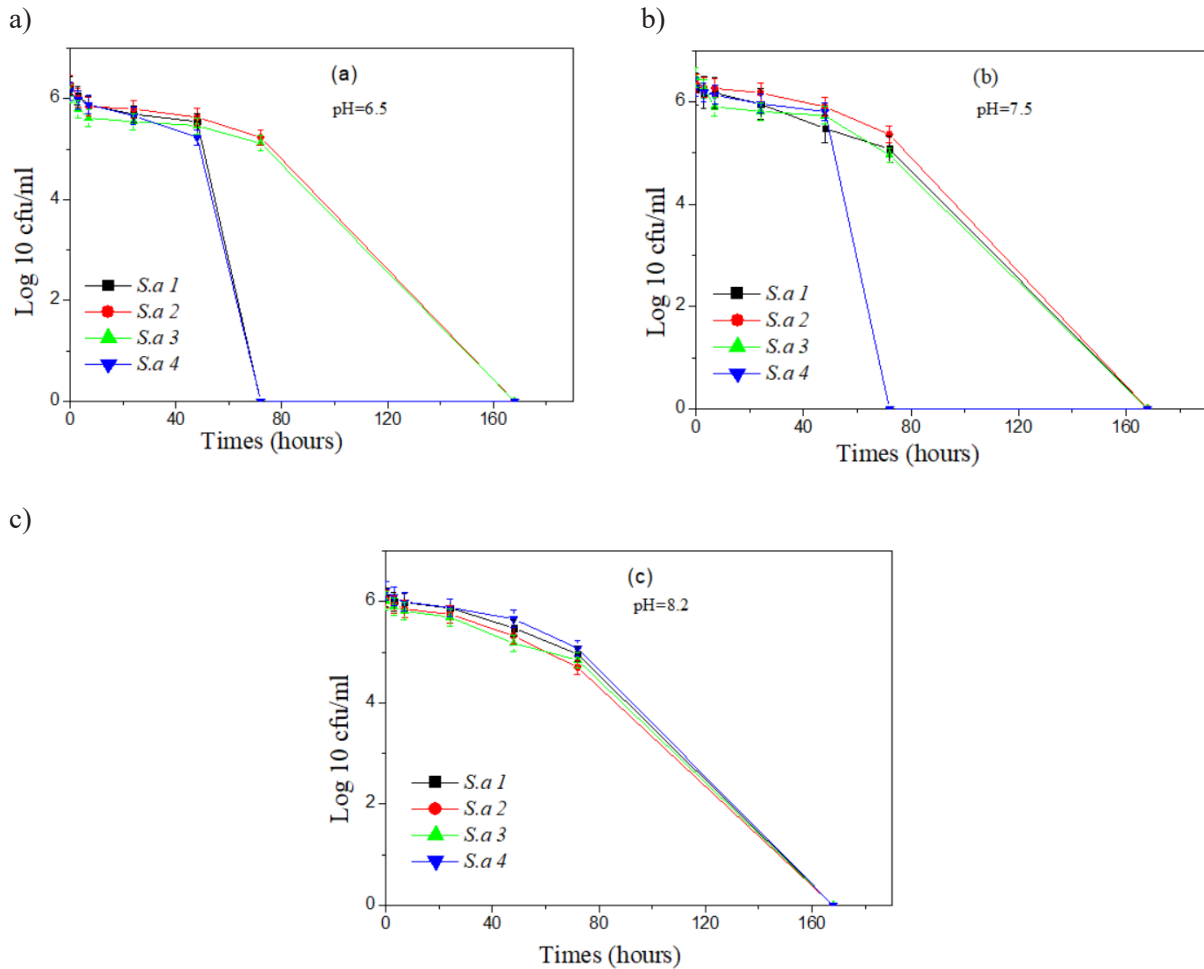 a)
(a)
pH=6.5
Log 10 cfu/ml
6
4
2
0
S.a 1
S.a 2
S.a 3
S.a 4
0 40 80 160
Times (hours)
b)
(b)
pH=7.5
Log 10 cfu/ml
6
4
2
0
S.a 1
S.a 2
S.a 3
S.a 4
0 40 80 120 160
Times (hours)
c)
(c)
pH=8.2
Log 10 cfu/ml
6
4
2
0
S.a 1
S.a 2
S.a 3
S.a 4
0 40 80 120 160
Times (hours)